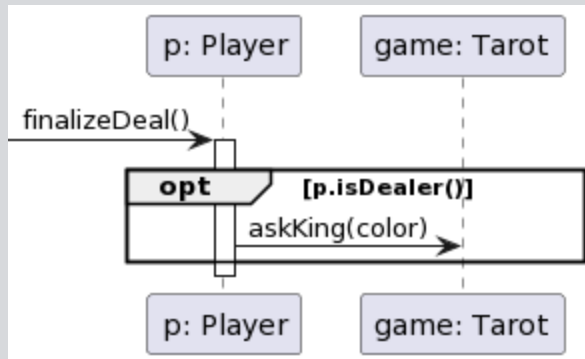 p: Player
game: Tarot
finalizeDeal()
opt
[p.isDealer()]
askKing(color)
p: Player
game: Tarot